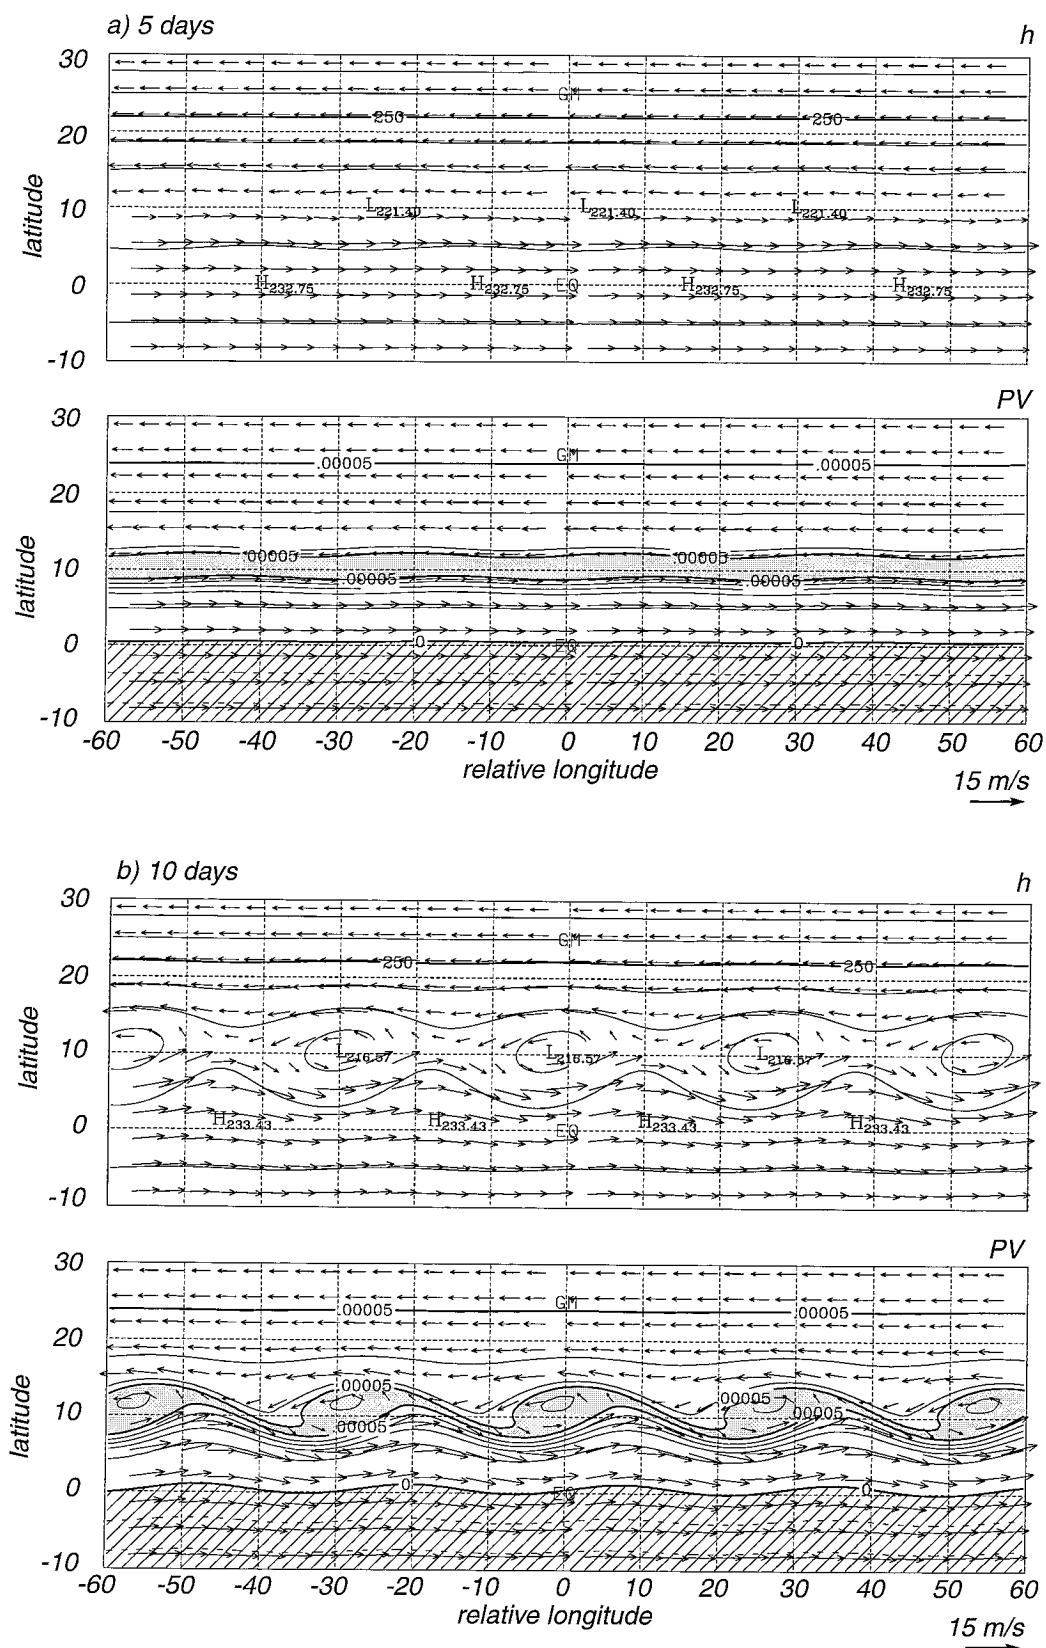 a) 5 days
h
30
GM
250 250
20
10
L221.40 L221.40 L221.40
0
H232.75 H232.75 EQ H232.75 H232.75
-10
latitude
PV
30
GM
.00005 .00005
20
.00005 .00005
10
.00005 .00005
0
0 EQ 0
-10
latitude
-60 -50 -40 -30 -20 -10 0 10 20 30 40 50 60
relative longitude
15 m/s
b) 10 days
h
30
GM
250 250
20
10
L216.57 L216.57 L216.57
H233.43 H233.43 H233.43 H233.43
0
EQ
-10
latitude
PV
30
GM
.00005 .00005
20
.00005 .00005
10
.00005 .00005
0
0 EQ 0
-10
latitude
-60 -50 -40 -30 -20 -10 0 10 20 30 40 50 60
relative longitude
15 m/s